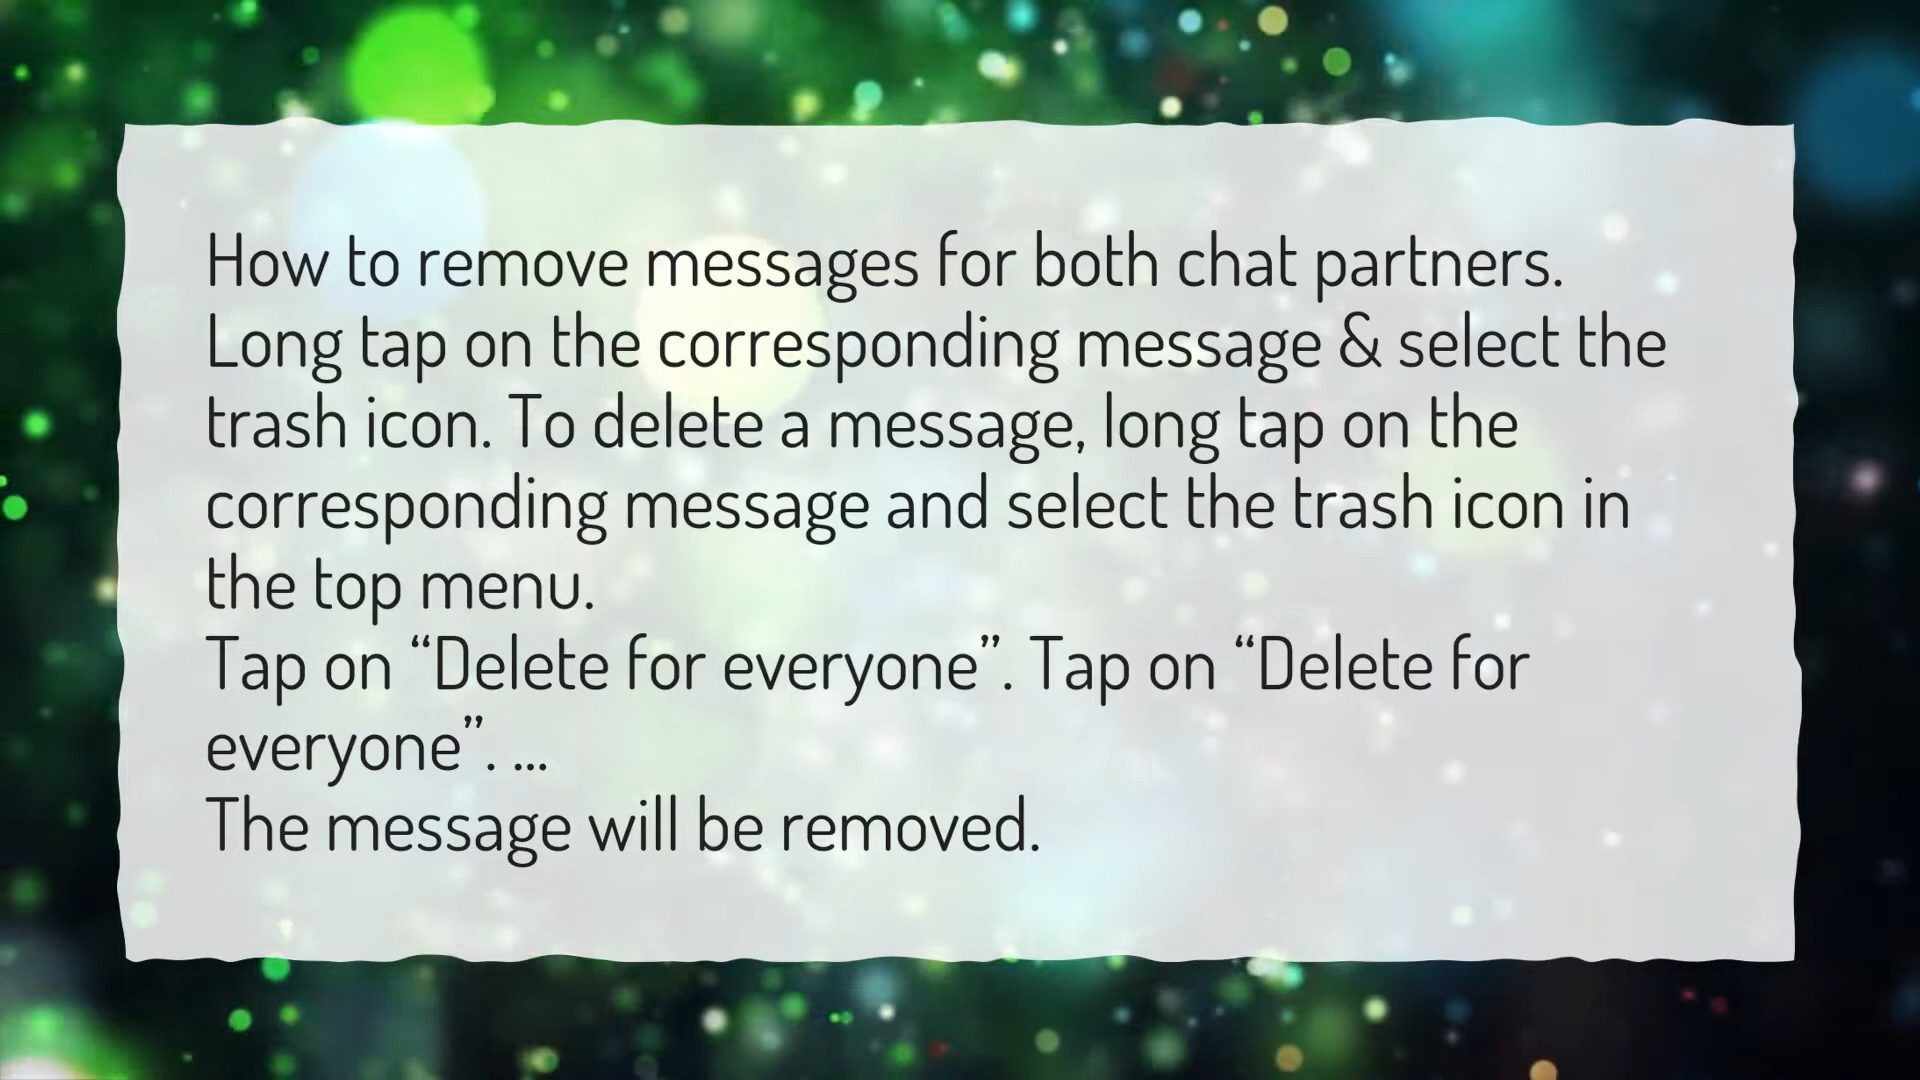 How to remove messages for both chat partners.
Long tap on the corresponding message & select the
trash icon. To delete a message, long tap on the
corresponding message and select the trash icon in
the top menu.
Tap on “Delete for everyone”. Tap on “Delete for
everyone”. ...
The message will be removed.